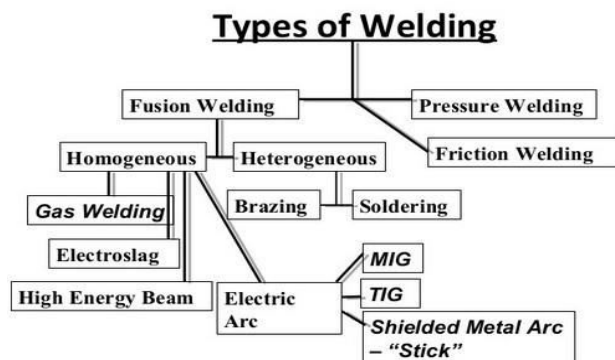 Types of Welding
Fusion Welding
Pressure Welding
Friction Welding
Homogeneous
Heterogeneous
Gas Welding
Brazing
Soldering
Electroslag
High Energy Beam
Electric
Arc
MIG
TIG
Shielded Metal Arc
– “Stick”